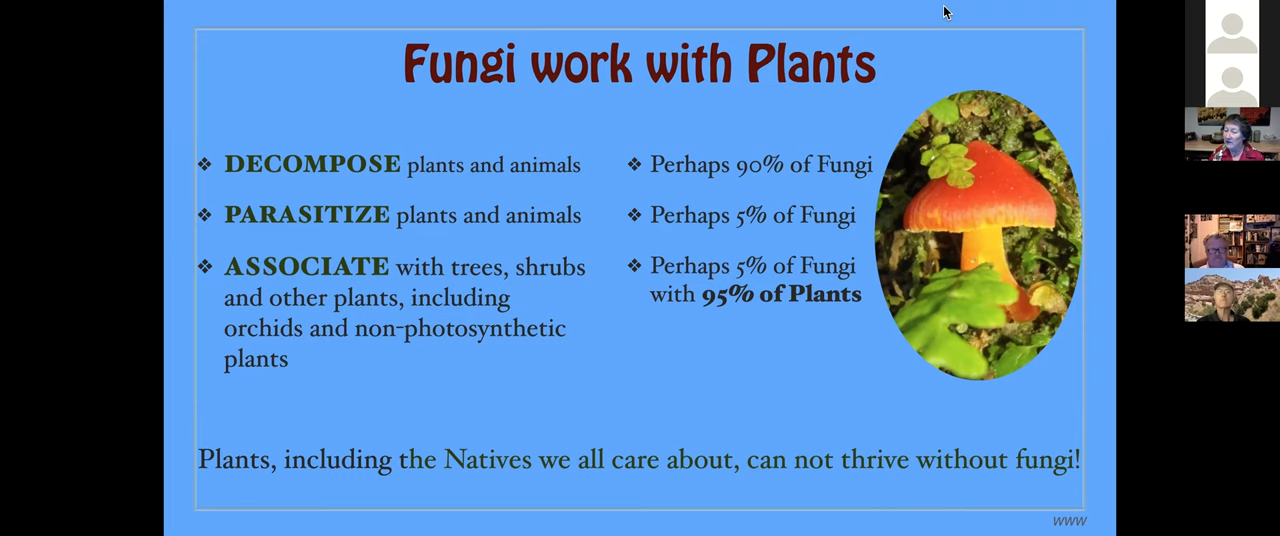 Fungi work with Plants
❖ DECOMPOSE plants and animals
❖ PARASITIZE plants and animals
❖ ASSOCIATE with trees, shrubs
and other plants, including
orchids and non-photosynthetic
plants
❖ Perhaps 90% of Fungi
❖ Perhaps 5% of Fungi
❖ Perhaps 5% of Fungi
with 95% of Plants
Plants, including the Natives we all care about, can not thrive without fungi!
www